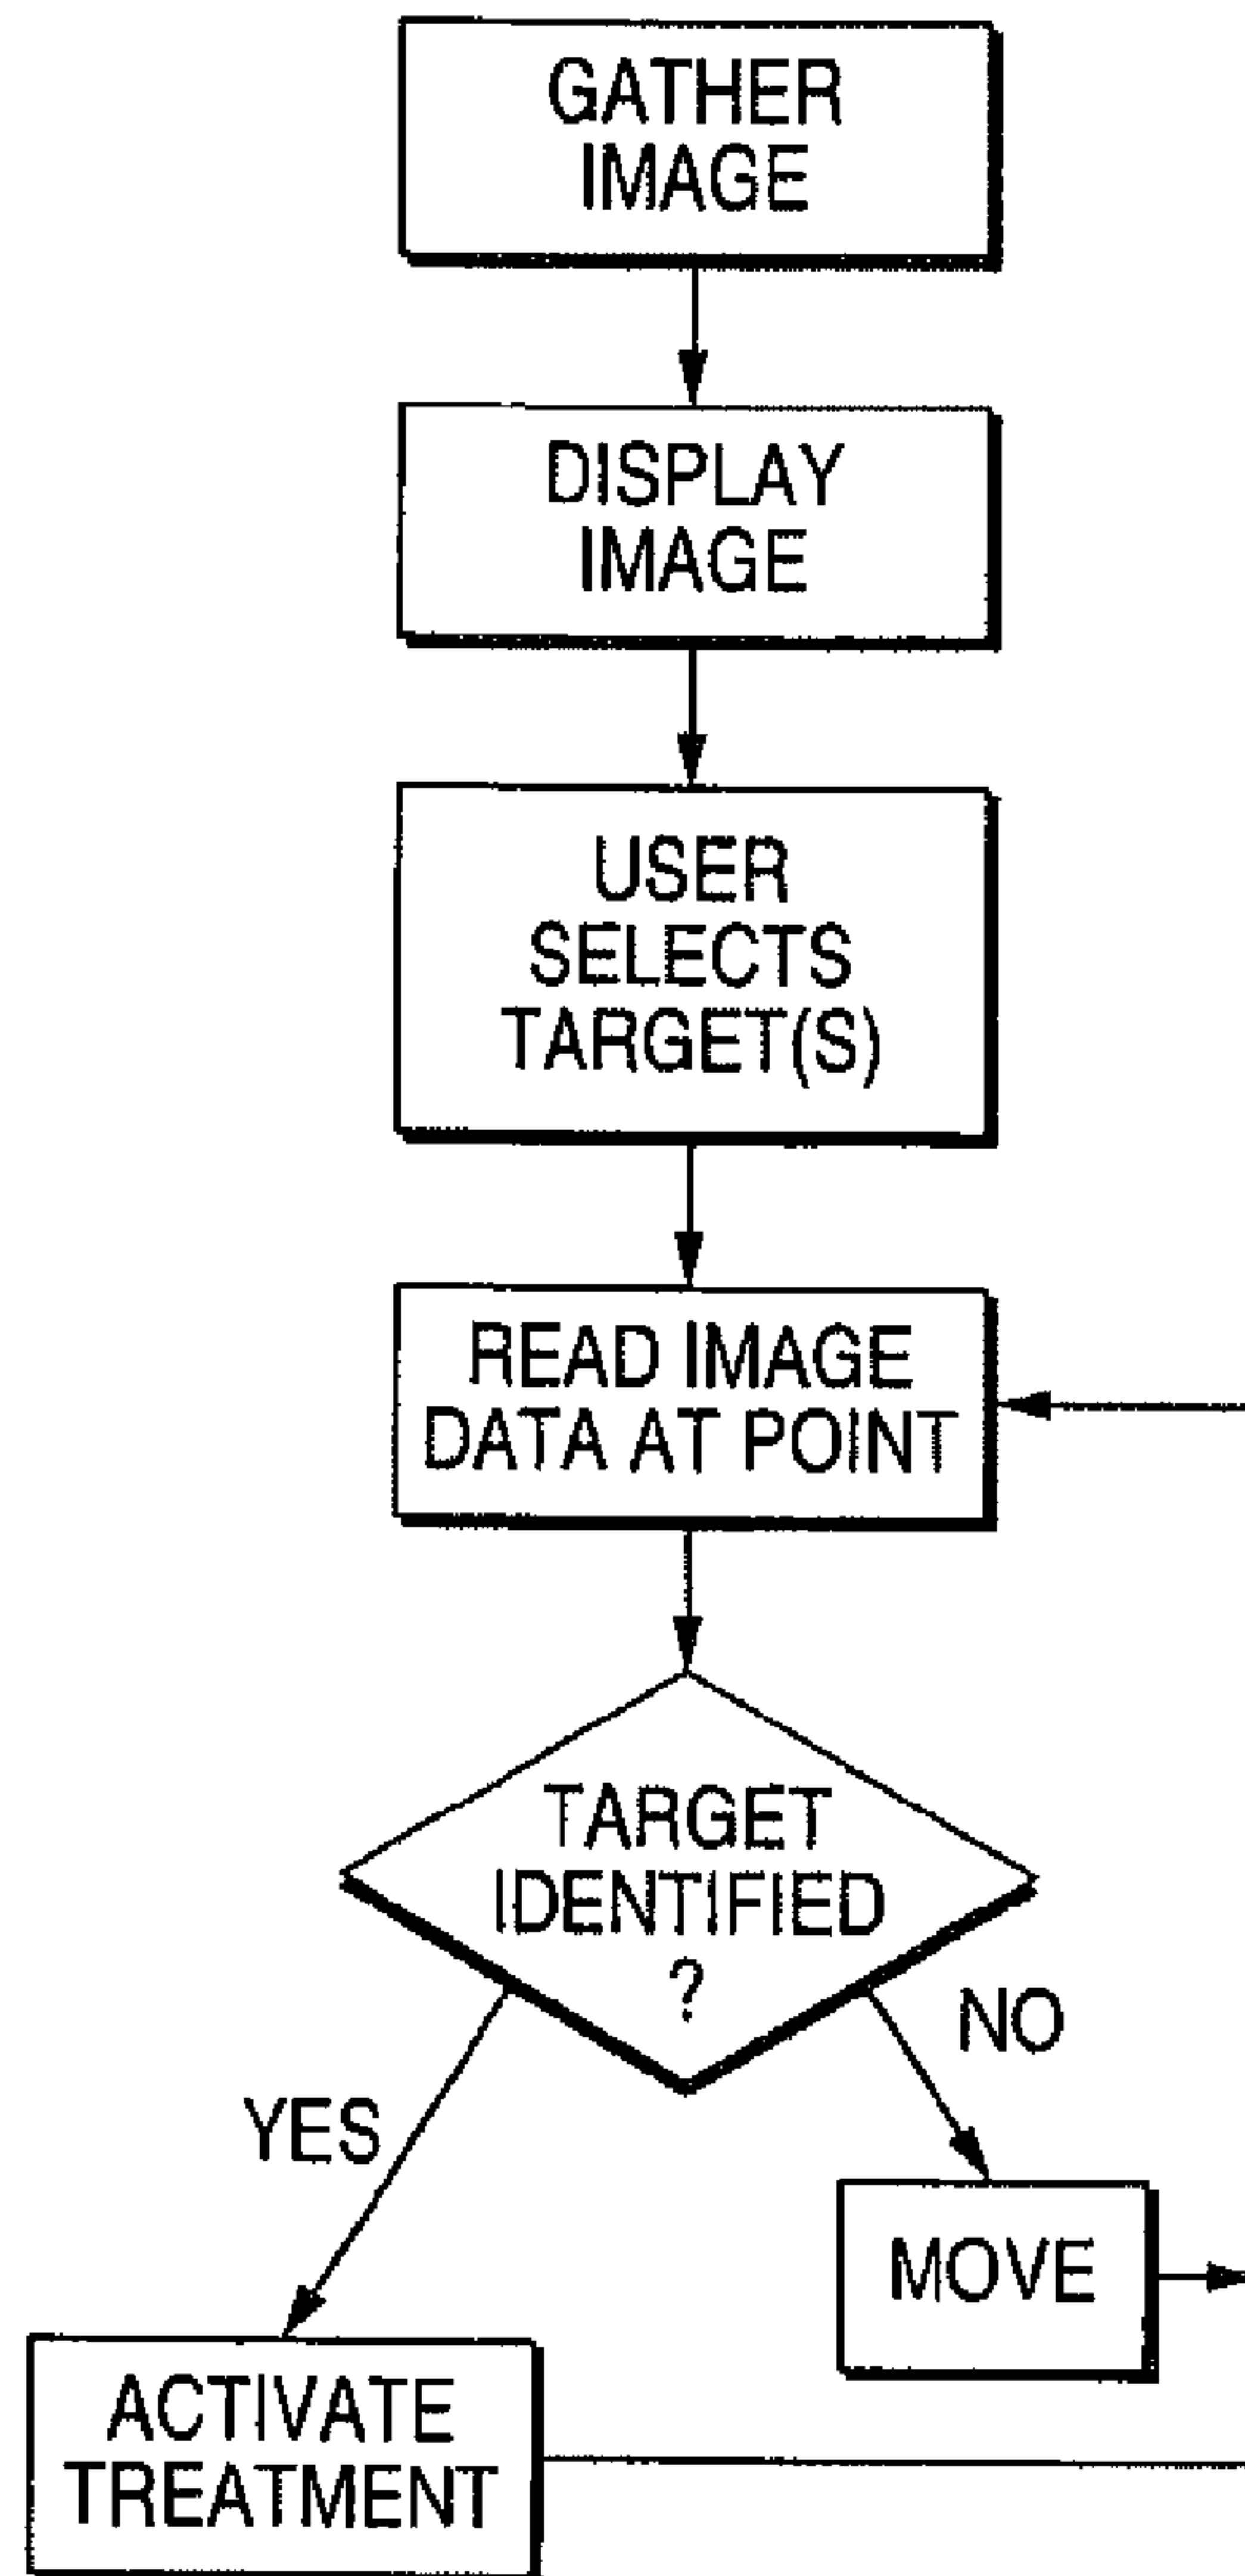 GATHER
IMAGE
DISPLAY
IMAGE
USER
SELECTS
TARGET(S)
READ IMAGE
DATA AT POINT
TARGET
IDENTIFIED
?
NO
YES
MOVE
ACTIVATE
TREATMENT